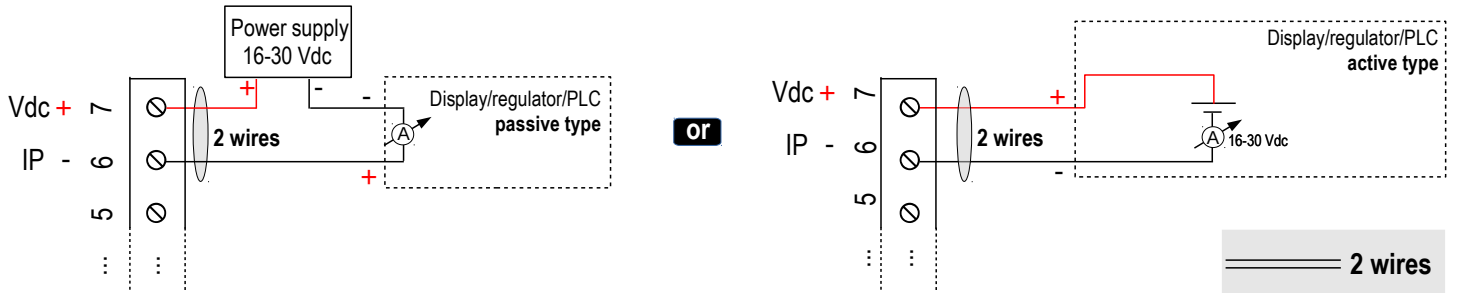 Power supply
16-30 Vdc
+
-
-
Display/regulator/PLC
passive type
Vdc + 7
A
2 wires
IP - 6
+
5
...
...
or
Display/regulator/PLC
active type
Vdc + 7
+
A
16-30 Vdc
2 wires
IP - 6
-
5
...
...
2 wires